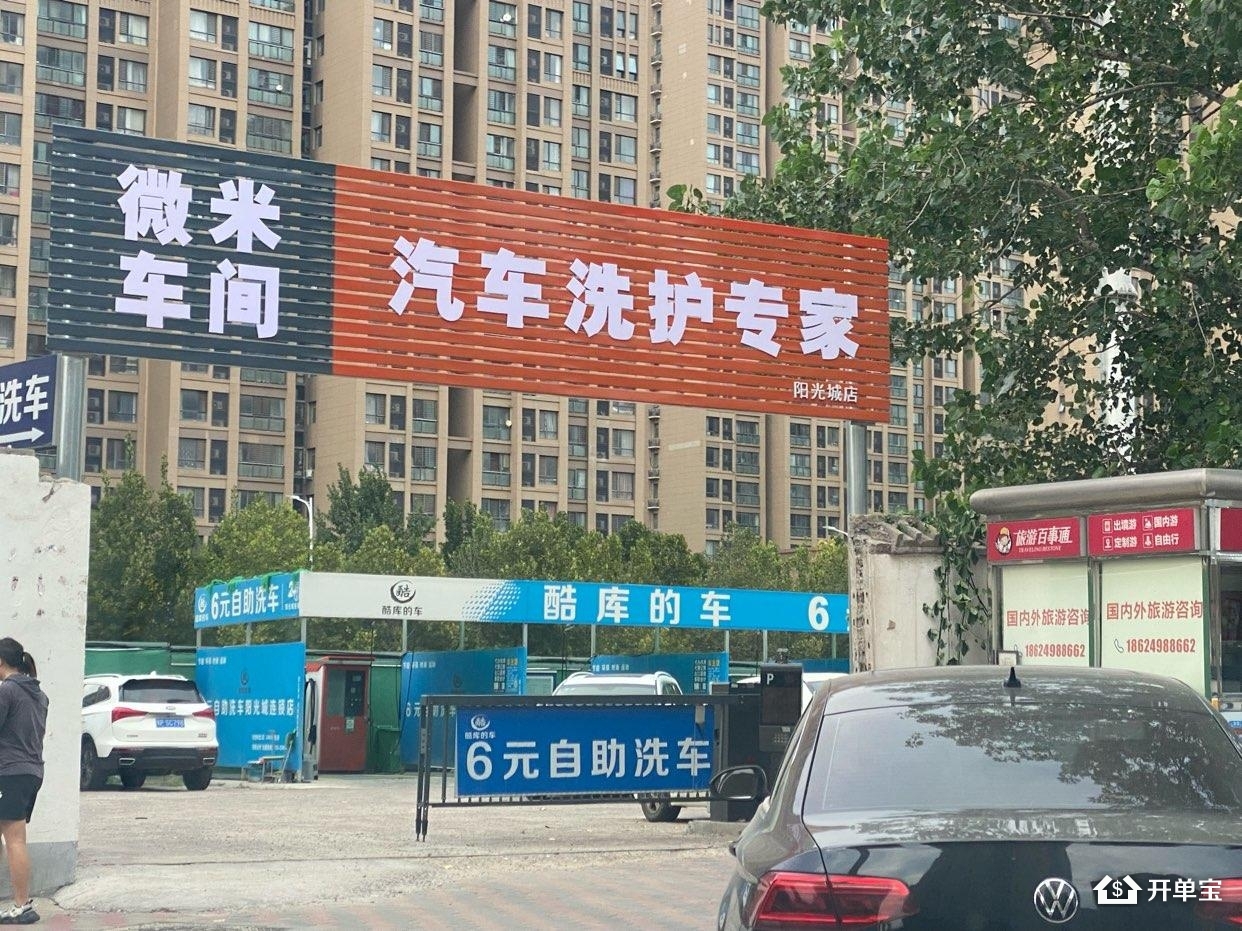 微米
车间
汽车洗护专家
阳光城店
洗车
6元自助洗车
酷库的车
酷库的车
6
自助洗车阳光城连锁店
酷库的车
6元自助洗车
P
旅游百事通
TRAVELING BESTONE
出境游 国内游
定制游 自由行
国内外旅游咨询
18624988662
国内外旅游咨询
18624988662
开单宝